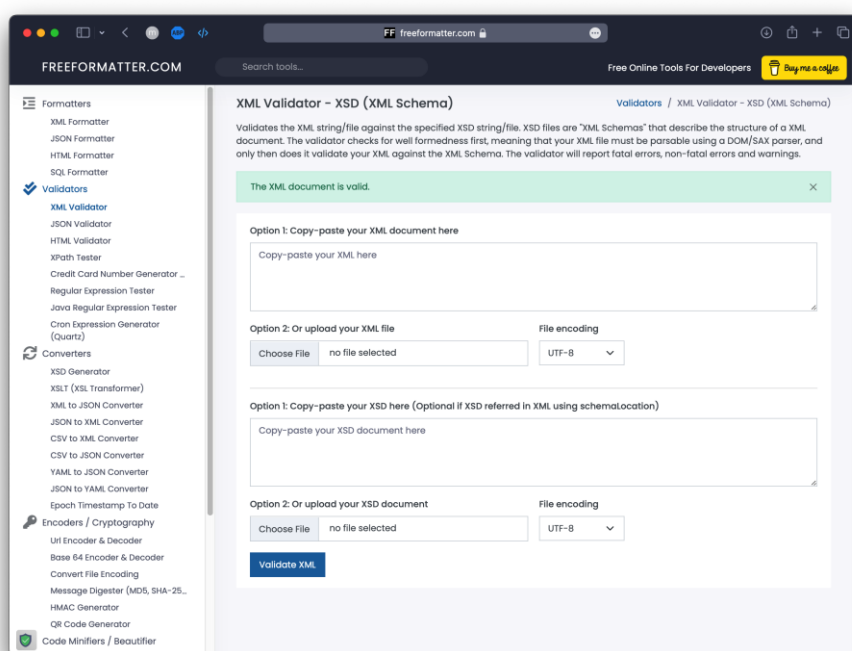 freeformatter.com
FREEFORMATTER.COM
Search tools...
Free Online Tools For Developers
Buy me a coffee
Formatters
XML Formatter
JSON Formatter
HTML Formatter
SQL Formatter
Validators
XML Validator
JSON Validator
HTML Validator
XPath Tester
Credit Card Number Generator ...
Regular Expression Tester
Java Regular Expression Tester
Cron Expression Generator
(Quartz)
Converters
XSD Generator
XSLT (XSL Transformer)
XML to JSON Converter
JSON to XML Converter
CSV to XML Converter
CSV to JSON Converter
YAML to JSON Converter
JSON to YAML Converter
Epoch Timestamp To Date
Encoders / Cryptography
Url Encoder & Decoder
Base 64 Encoder & Decoder
Convert File Encoding
Message Digester (MD5, SHA-25...
HMAC Generator
QR Code Generator
Code Minifiers / Beautifier
XML Validator - XSD (XML Schema)
Validators / XML Validator - XSD (XML Schema)
Validates the XML string/file against the specified XSD string/file. XSD files are "XML Schemas" that describe the structure of a XML
document. The validator checks for well formedness first, meaning that your XML file must be parsable using a DOM/SAX parser, and
only then does it validate your XML against the XML Schema. The validator will report fatal errors, non-fatal errors and warnings.
The XML document is valid.
Option 1: Copy-paste your XML document here
Copy-paste your XML here
Option 2: Or upload your XML file
File encoding
Choose File no file selected
UTF-8
Option 1: Copy-paste your XSD here (Optional if XSD referred in XML using schemaLocation)
Copy-paste your XSD document here
Option 2: Or upload your XSD document
File encoding
Choose File no file selected
UTF-8
Validate XML